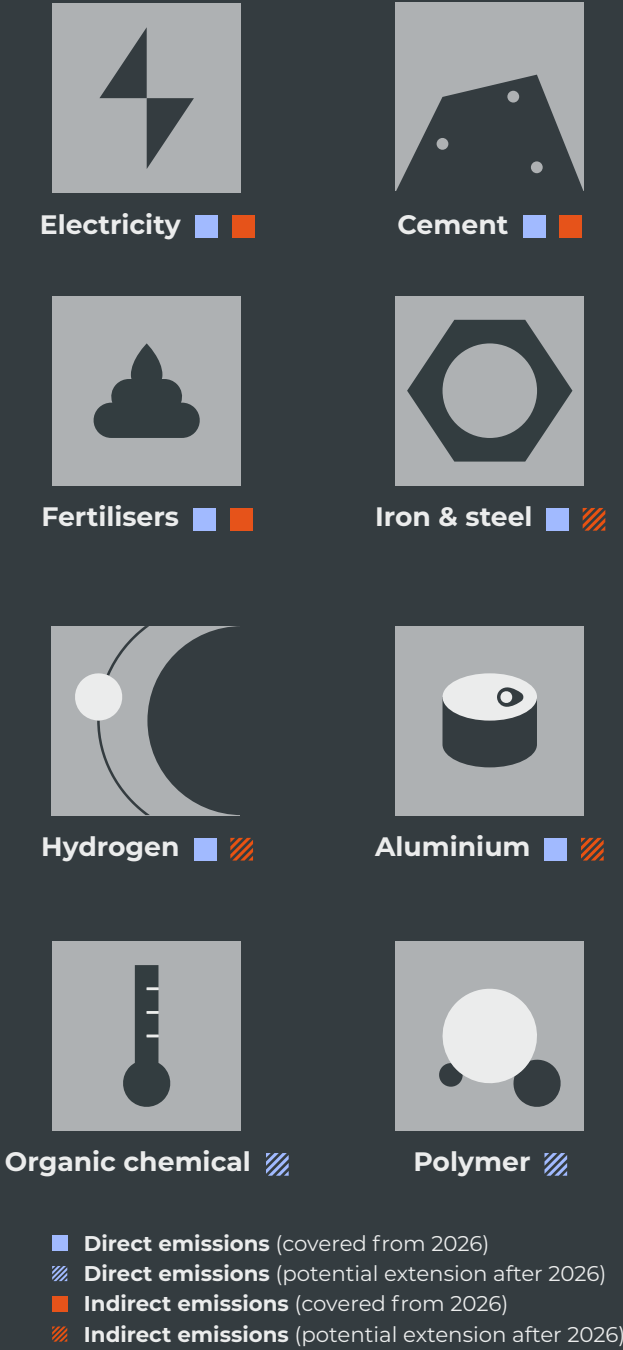 Electricity
Cement
Fertilisers
Iron & steel
Hydrogen
Aluminium
Organic chemical
Polymer
Direct emissions (covered from 2026)
Direct emissions (potential extension after 2026)
Indirect emissions (covered from 2026)
Indirect emissions (potential extension after 2026)